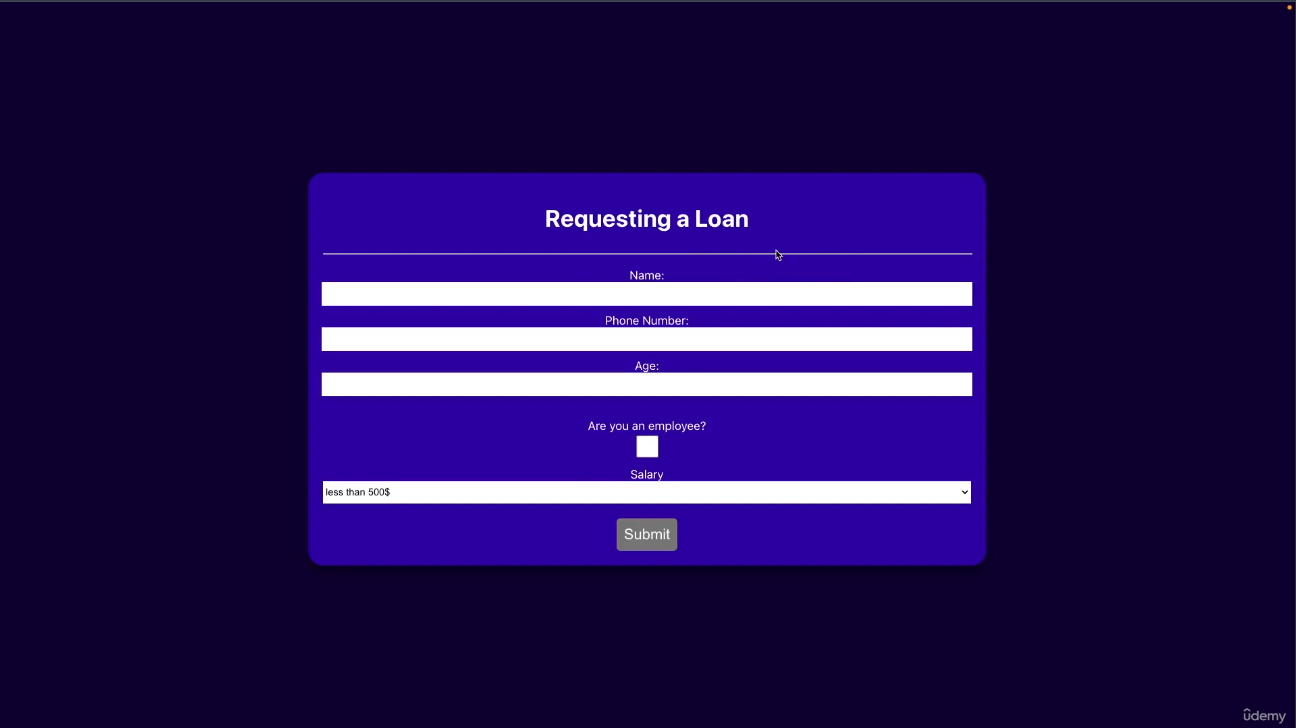 Requesting a Loan
Name:
Phone Number:
Age:
Are you an employee?
Salary
less than 500$
Submit
ûdemy